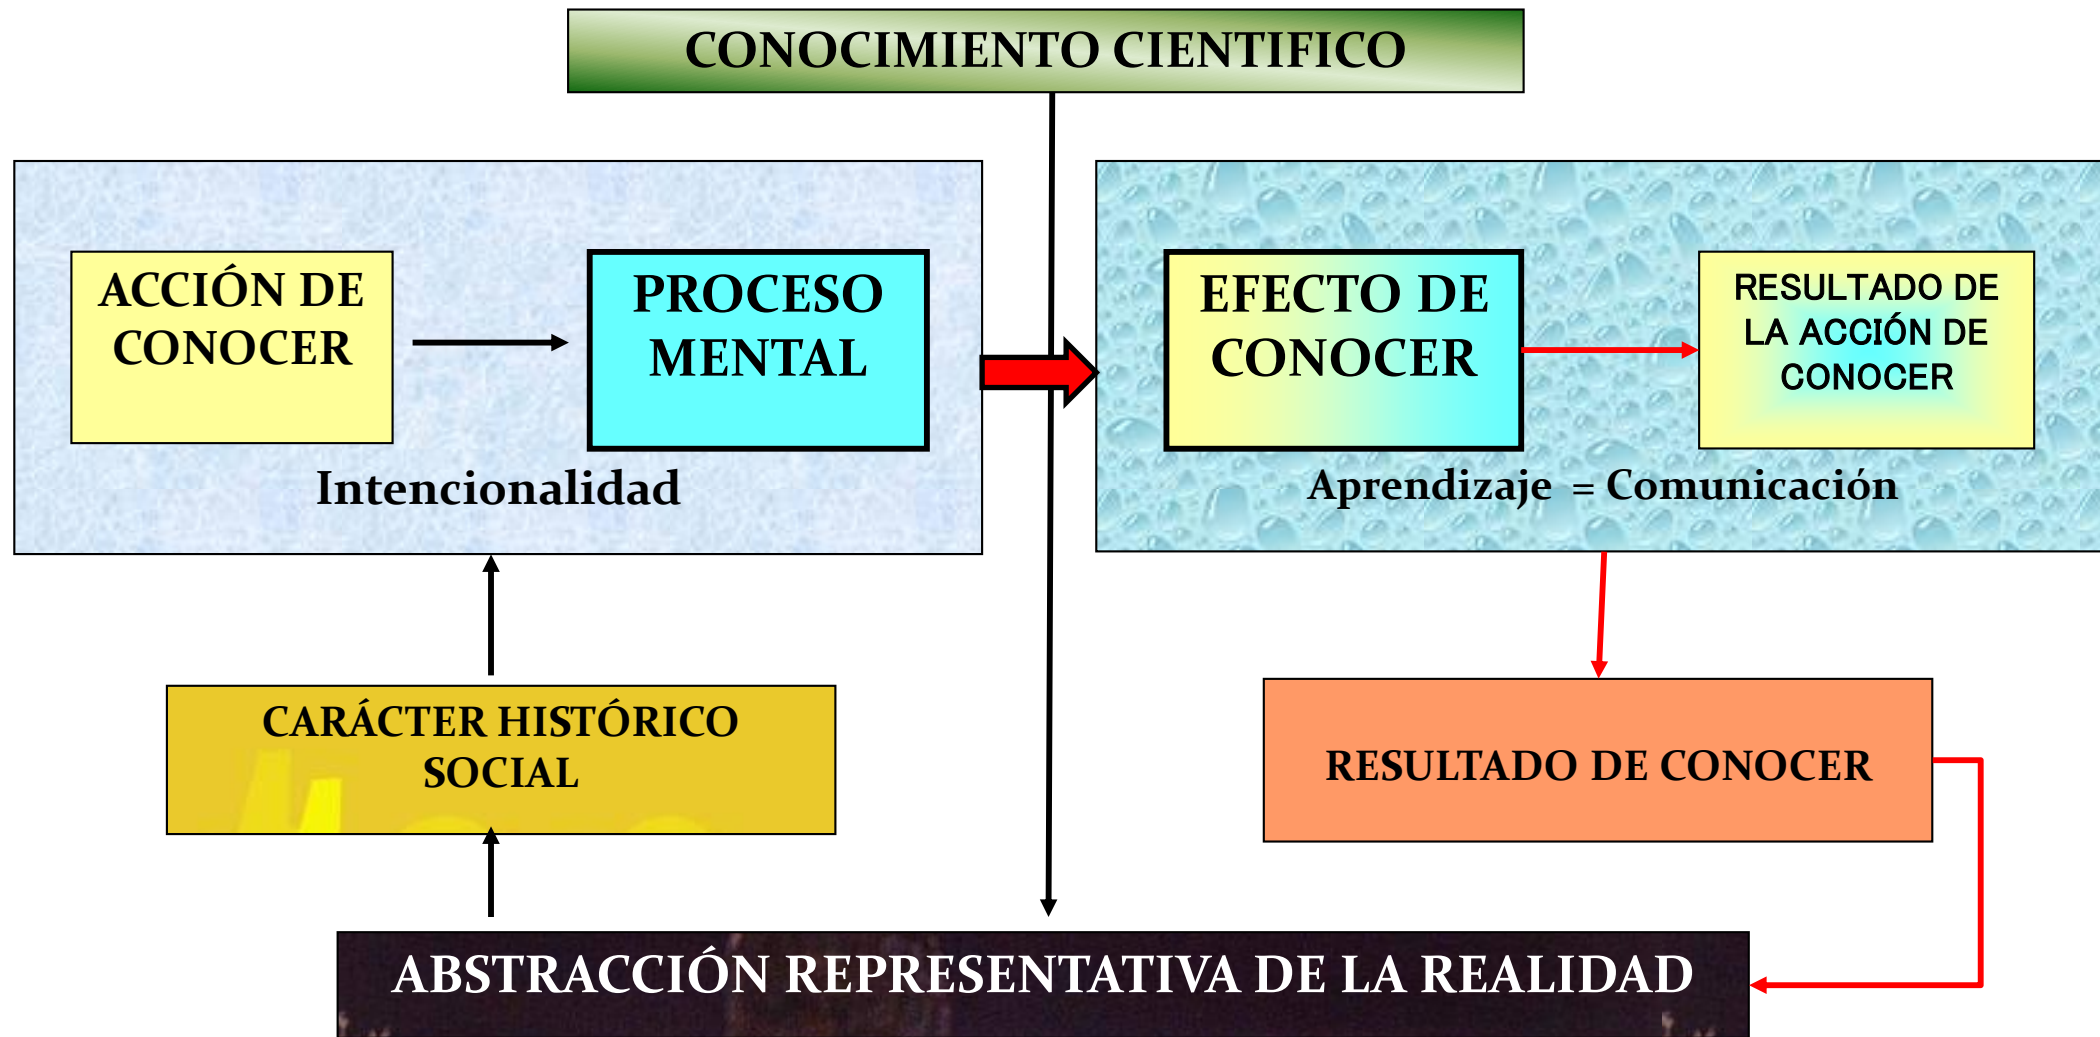 CONOCIMIENTO CIENTIFICO
ACCIÓN DE
CONOCER
PROCESO
MENTAL
Intencionalidad
EFECTO DE
CONOCER
RESULTADO DE
LA ACCIÓN DE
CONOCER
Aprendizaje = Comunicación
CARÁCTER HISTÓRICO
SOCIAL
RESULTADO DE CONOCER
ABSTRACCIÓN REPRESENTATIVA DE LA REALIDAD